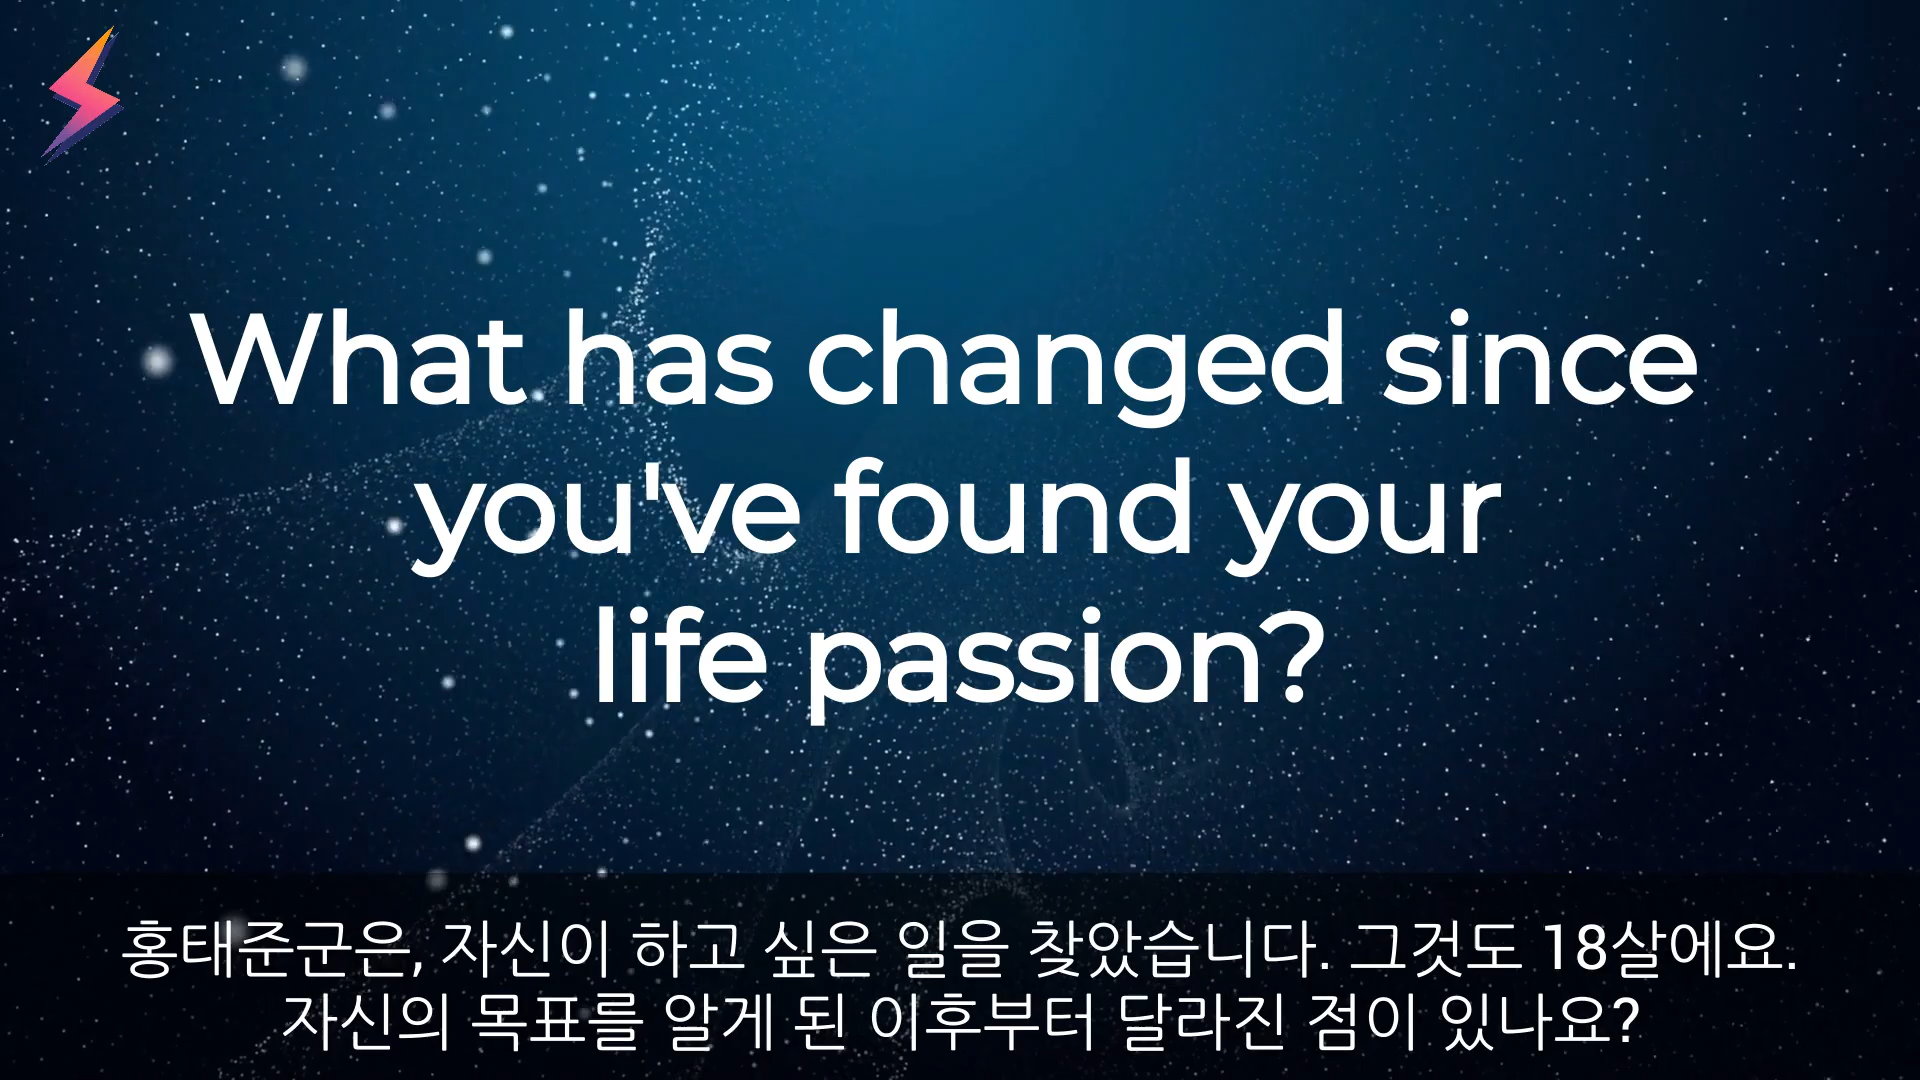 What has changed since
you've found your
life passion?
홍태준군은, 자신이 하고 싶은 일을 찾았습니다. 그것도 18살에요.
자신의 목표를 알게 된 이후부터 달라진 점이 있나요?